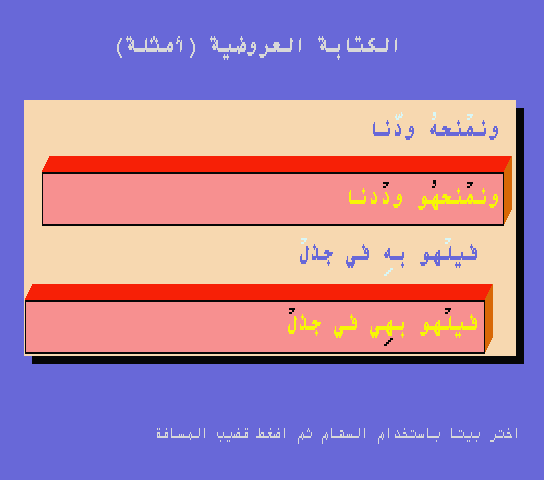 الكتابة العروضية (أمثلة)
ونمْنحهُ ودّنا
ونمْنحهُو ودْدنا
فيلْهو بهِ في جذلْ
فيلْهو بهِي في جذلْ
اختر بيتا باستخدام السهام ثم اضغط قضيب المسافة